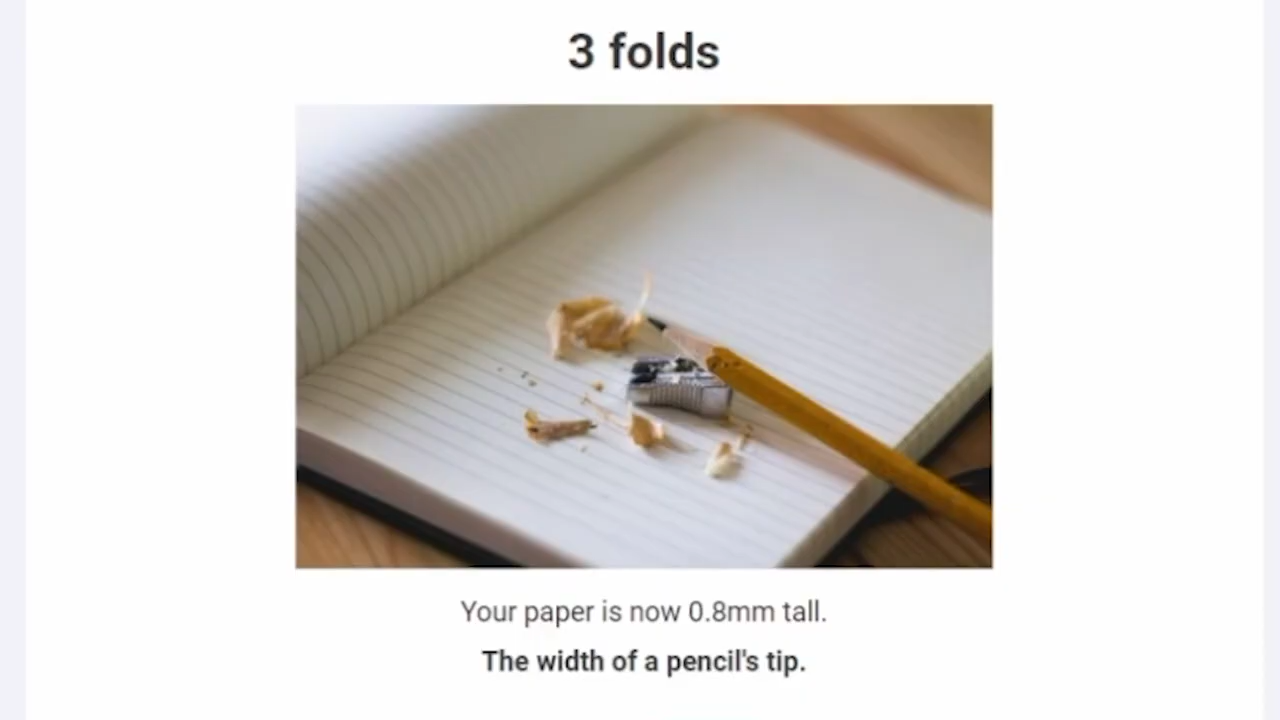 3 folds
Your paper is now 0.8mm tall.
The width of a pencil's tip.